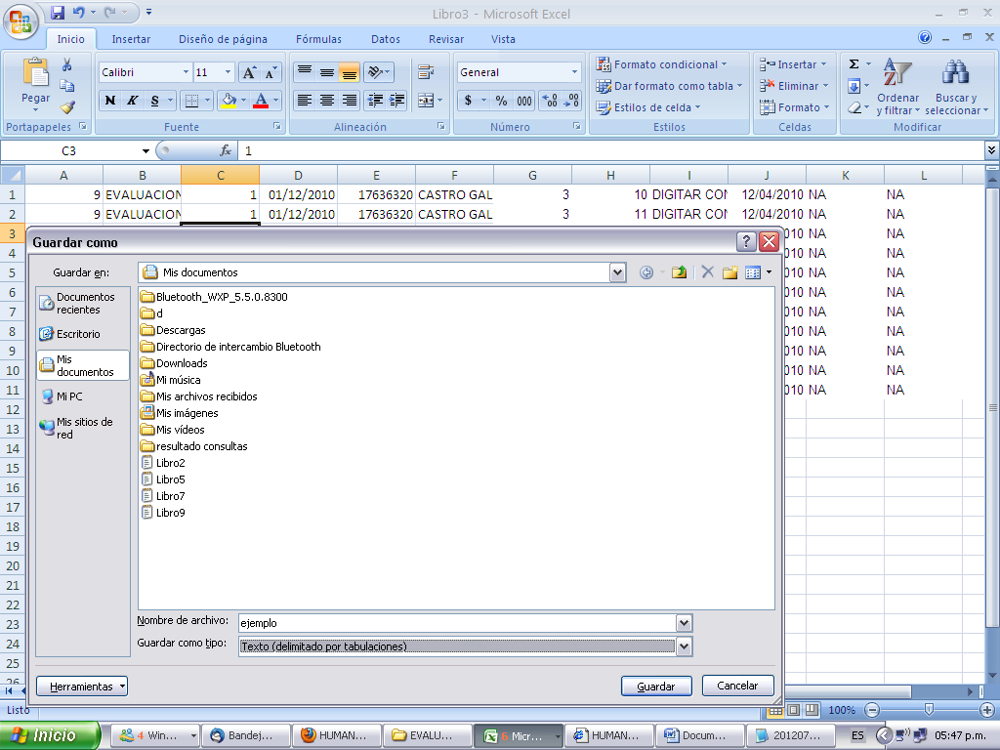 Libro3 - Microsoft Excel
Inicio Insertar Diseño de página Fórmulas Datos Revisar Vista
Pegar
Calibri 11
General
N K S
$ % 000
Formato condicional
Dar formato como tabla
Estilos de celda
Insertar
Eliminar
Formato
Σ
Ordenar y filtrar
Buscar y seleccionar
Portapapeles Fuente Alineación Número Estilos Celdas Modificar
C3 fx 1
A B C D E F G H I J K L
1 9 EVALUACION 1 01/12/2010 17636320 CASTRO GAL 3 10 DIGITAR CON 12/04/2010 NA NA
2 9 EVALUACION 1 01/12/2010 17636320 CASTRO GAL 3 11 DIGITAR CON 12/04/2010 NA NA
3 010 NA NA
4 010 NA NA
5 010 NA NA
6 010 NA NA
7 010 NA NA
8 010 NA NA
9 010 NA NA
10 010 NA NA
11 010 NA NA
12
13
14
15
16
17
18
19
20
21
22
23
24
25
26
Guardar como
Guardar en: Mis documentos
Documentos recientes
Escritorio
Mis documentos
Mi PC
Mis sitios de red
Bluetooth_WXP_5.5.0.8300
d
Descargas
Directorio de intercambio Bluetooth
Downloads
Mi música
Mis archivos recibidos
Mis imágenes
Mis vídeos
resultado consultas
Libro2
Libro5
Libro7
Libro9
Nombre de archivo: ejemplo
Guardar como tipo: Texto (delimitado por tabulaciones)
Herramientas Guardar Cancelar
Listo 100%
Inicio 4 Win... Bandej... HUMAN... EVALU... 6 Micr... HUMAN... Docum... 201207... ES 05:47 p.m.